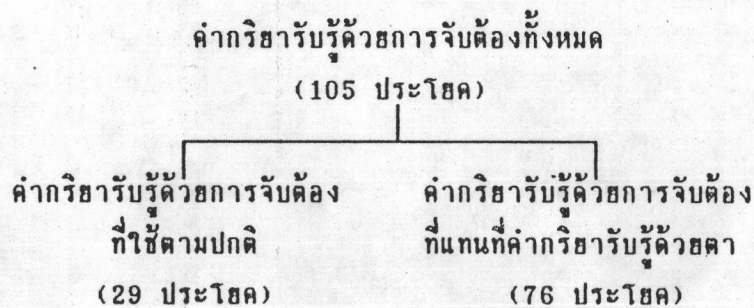 คำกริยารับรู้ด้วยการจับต้องทั้งหมด
(105 ประโยค)
คำกริยารับรู้ด้วยการจับต้อง
ที่ใช้ตามปกติ
(29 ประโยค)
คำกริยารับรู้ด้วยการจับต้อง
ที่แทนที่คำกริยารับรู้ด้วยตา
(76 ประโยค)